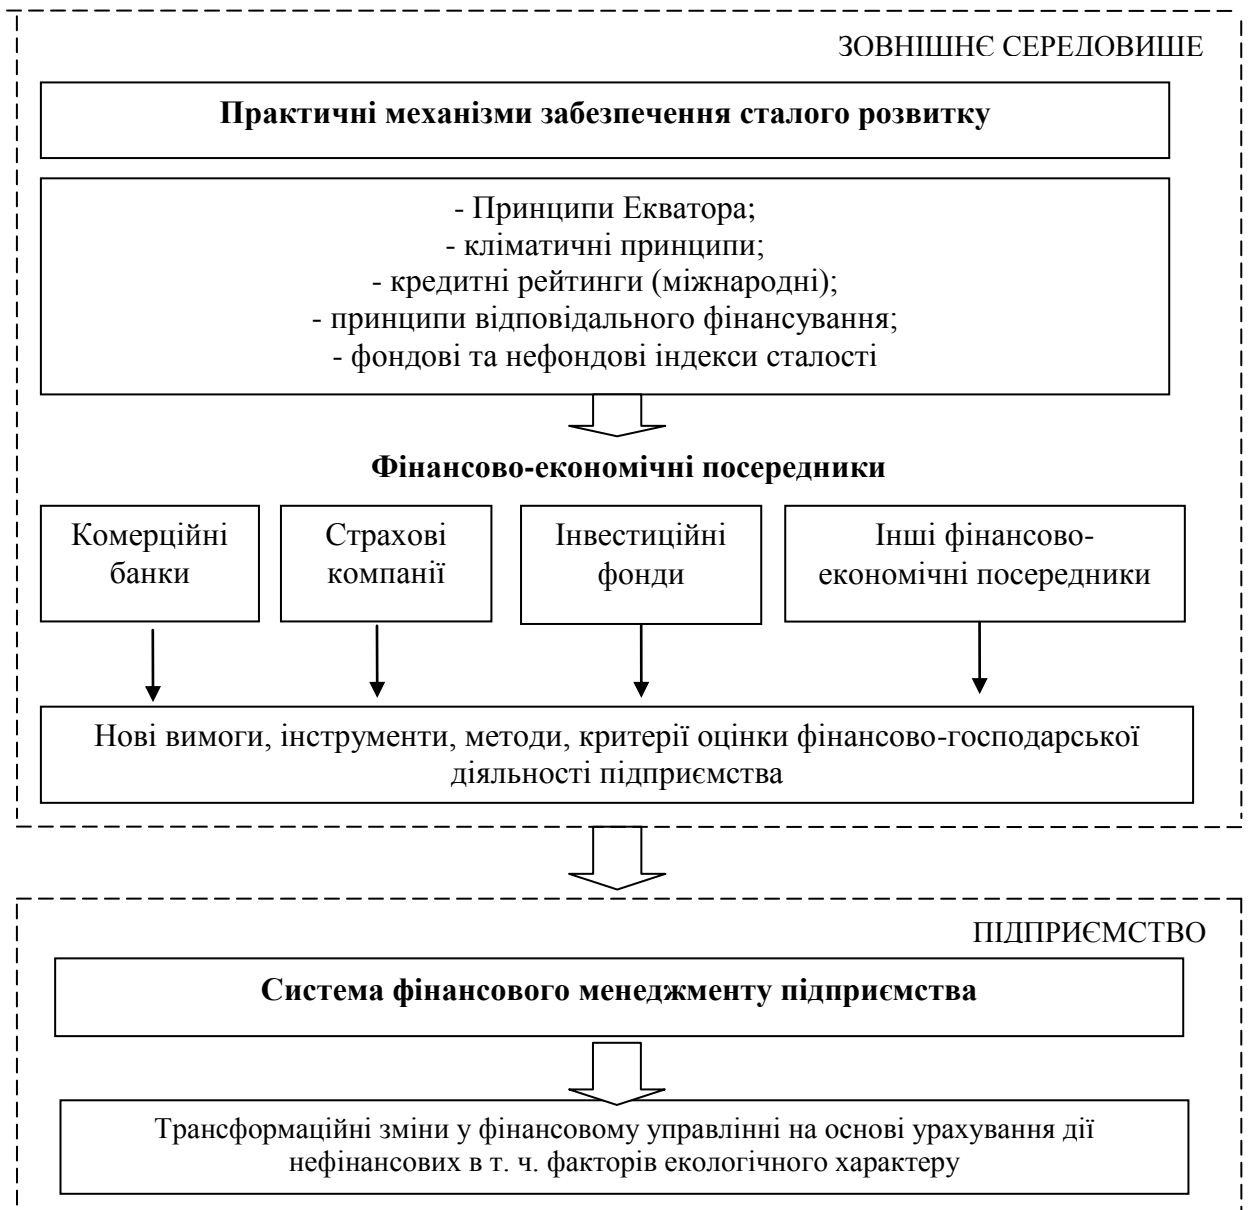 ЗОВНІШНЄ СЕРЕДОВИЩЕ
Практичні механізми забезпечення сталого розвитку
- Принципи Екватора;
- кліматичні принципи;
- кредитні рейтинги (міжнародні);
- принципи відповідального фінансування;
- фондові та нефондові індекси сталості
Фінансово-економічні посередники
Комерційні
банки
Страхові
компанії
Інвестиційні
фонди
Інші фінансово-
економічні посередники
Нові вимоги, інструменти, методи, критерії оцінки фінансово-господарської
діяльності підприємства
ПІДПРИЄМСТВО
Система фінансового менеджменту підприємства
Трансформаційні зміни у фінансовому управлінні на основі урахування дії
нефінансових в т. ч. факторів екологічного характеру